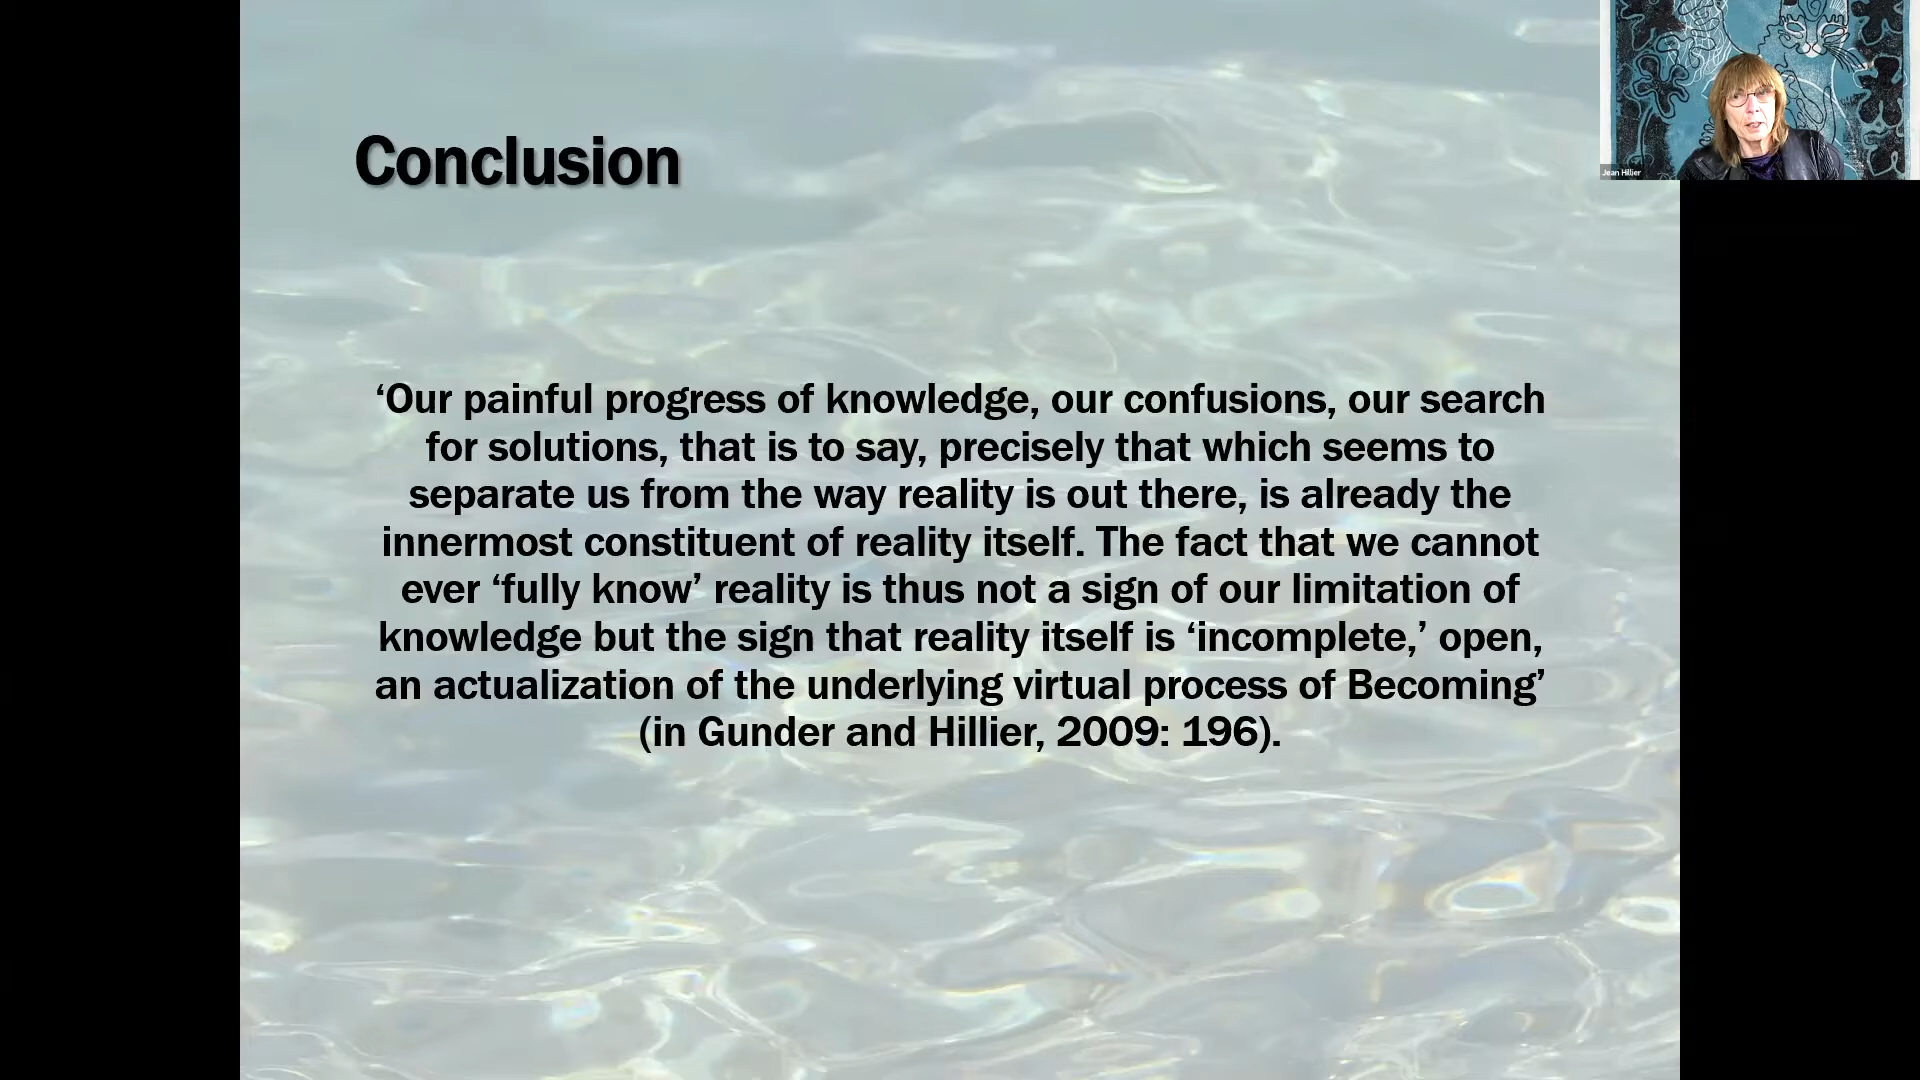 Jean Hillier
Conclusion
‘Our painful progress of knowledge, our confusions, our search
for solutions, that is to say, precisely that which seems to
separate us from the way reality is out there, is already the
innermost constituent of reality itself. The fact that we cannot
ever ‘fully know’ reality is thus not a sign of our limitation of
knowledge but the sign that reality itself is ‘incomplete,’ open,
an actualization of the underlying virtual process of Becoming’
(in Gunder and Hillier, 2009: 196).